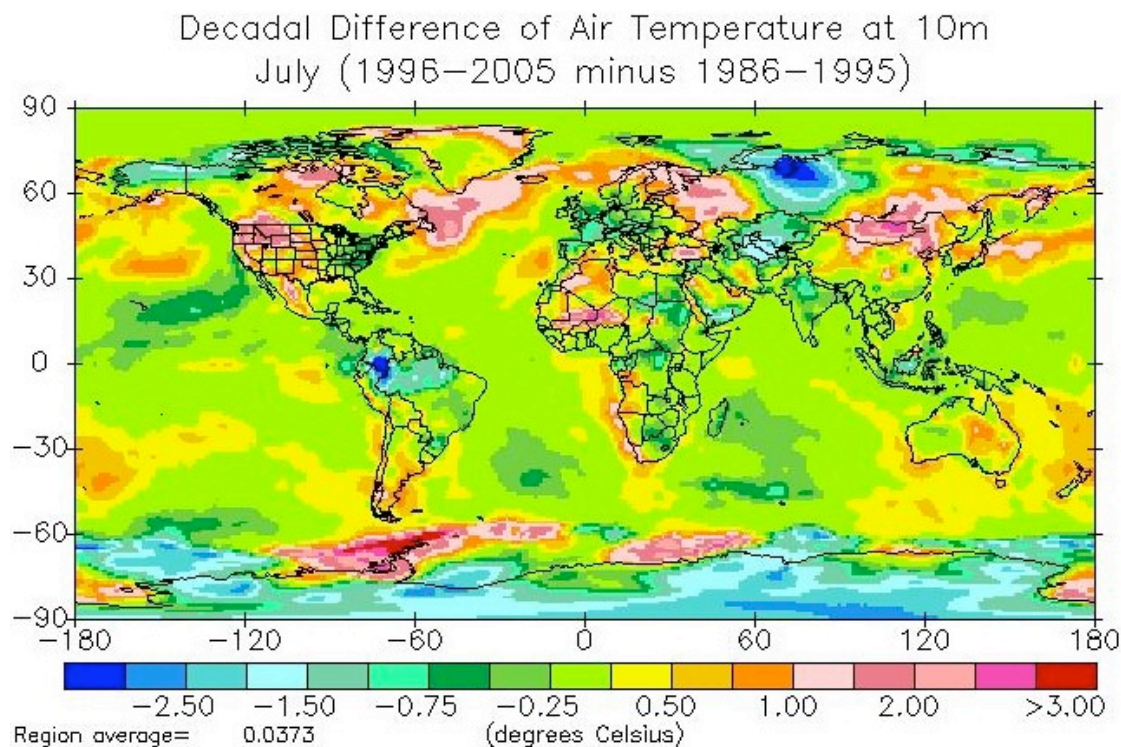 Decadal Difference of Air Temperature at 10m
July (1996-2005 minus 1986-1995)
90
60
30
0
-30
-60
-90
-180 -120 -60 0 60 120 180
-2.50 -1.50 -0.75 -0.25 0.50 1.00 2.00 >3.00
Region average= 0.0373 (degrees Celsius)